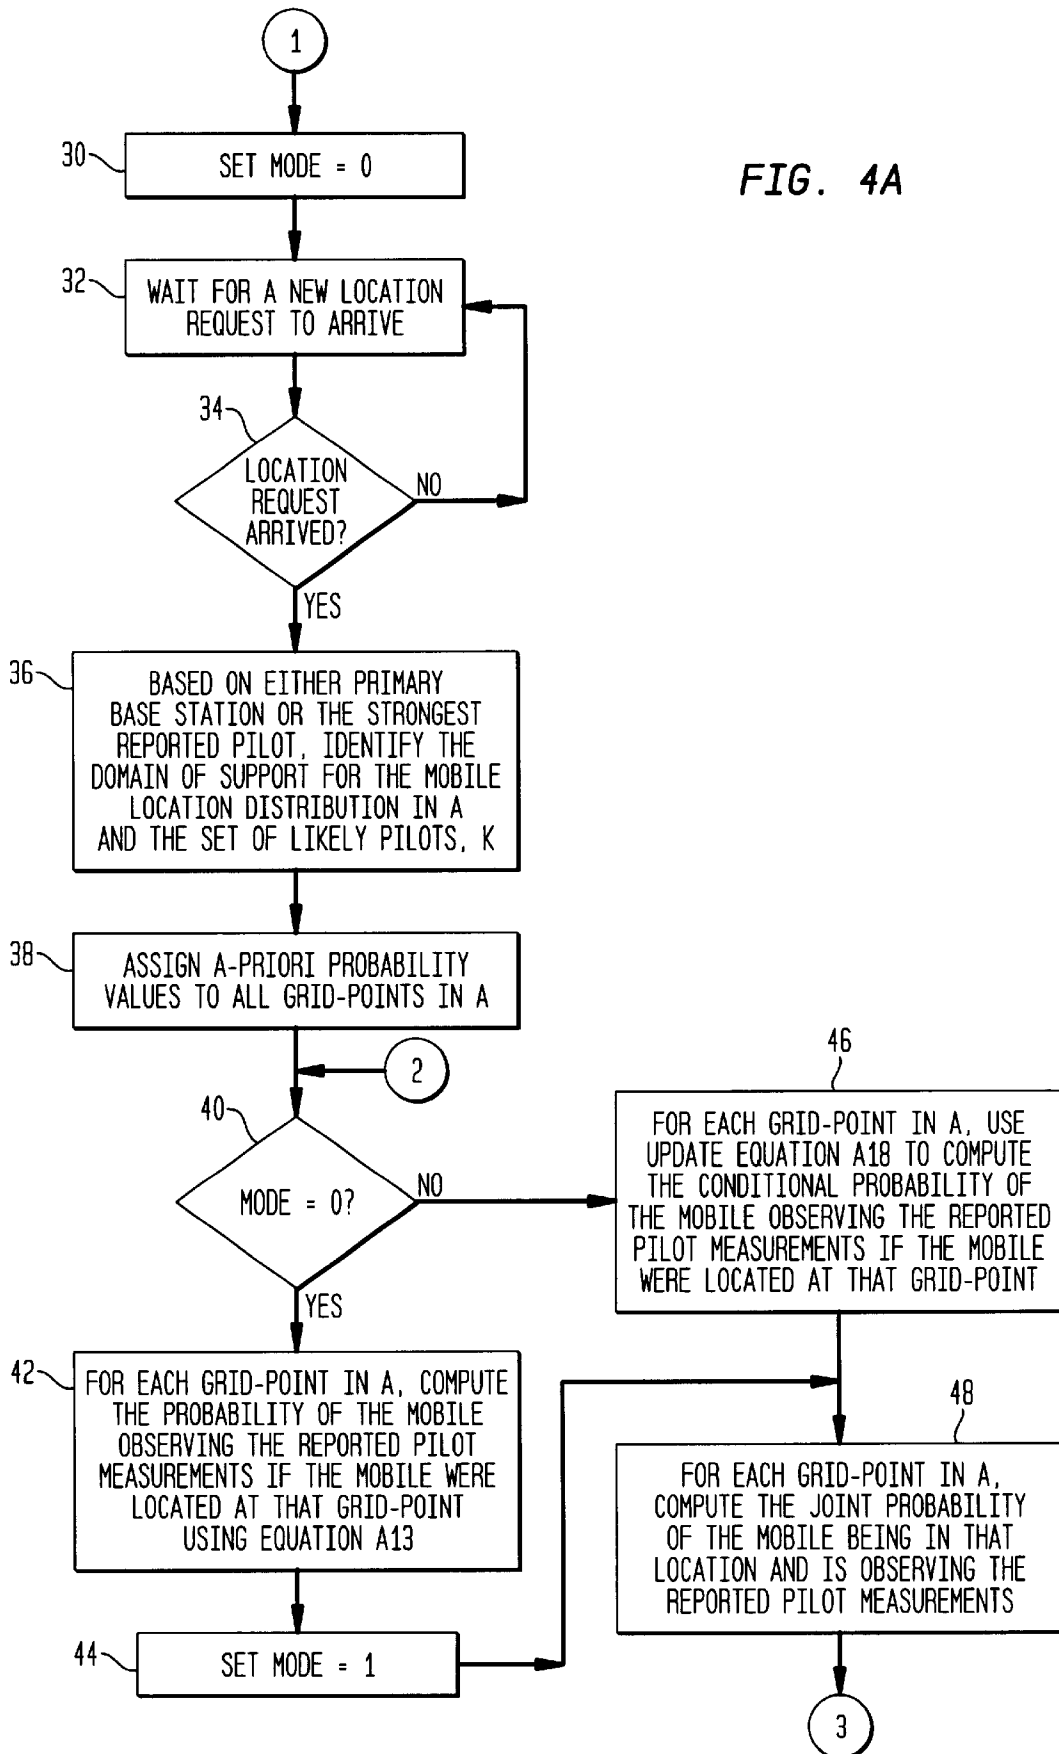 1
30
SET MODE = 0
FIG. 4A
32
WAIT FOR A NEW LOCATION
REQUEST TO ARRIVE
34
LOCATION
REQUEST
ARRIVED?
NO
YES
36
BASED ON EITHER PRIMARY
BASE STATION OR THE STRONGEST
REPORTED PILOT, IDENTIFY THE
DOMAIN OF SUPPORT FOR THE MOBILE
LOCATION DISTRIBUTION IN A
AND THE SET OF LIKELY PILOTS, K
38
ASSIGN A-PRIORI PROBABILITY
VALUES TO ALL GRID-POINTS IN A
2
40
MODE = 0?
NO
YES
46
FOR EACH GRID-POINT IN A, USE
UPDATE EQUATION A18 TO COMPUTE
THE CONDITIONAL PROBABILITY OF
THE MOBILE OBSERVING THE REPORTED
PILOT MEASUREMENTS IF THE MOBILE
WERE LOCATED AT THAT GRID-POINT
42
FOR EACH GRID-POINT IN A, COMPUTE
THE PROBABILITY OF THE MOBILE
OBSERVING THE REPORTED PILOT
MEASUREMENTS IF THE MOBILE WERE
LOCATED AT THAT GRID-POINT
USING EQUATION A13
44
SET MODE = 1
48
FOR EACH GRID-POINT IN A,
COMPUTE THE JOINT PROBABILITY
OF THE MOBILE BEING IN THAT
LOCATION AND IS OBSERVING THE
REPORTED PILOT MEASUREMENTS
3